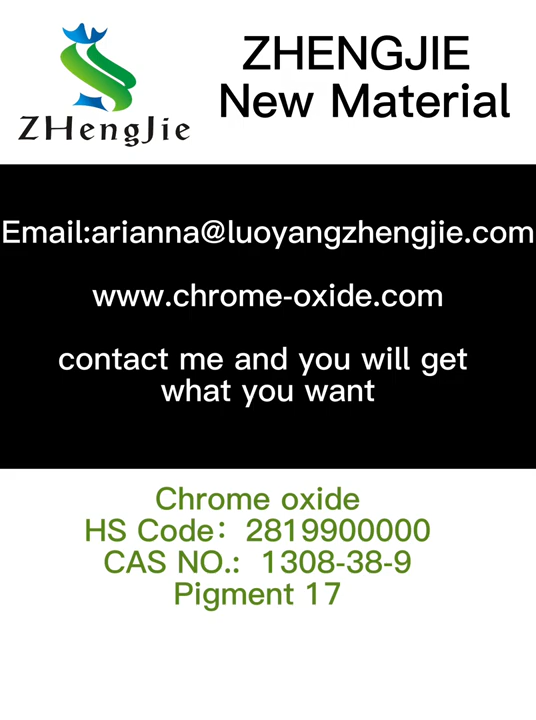 ZHengJie
ZHENGJIE
New Material
Email:arianna@luoyangzhengjie.com
www.chrome-oxide.com
contact me and you will get
what you want
Chrome oxide
HS Code：2819900000
CAS NO.：1308-38-9
Pigment 17